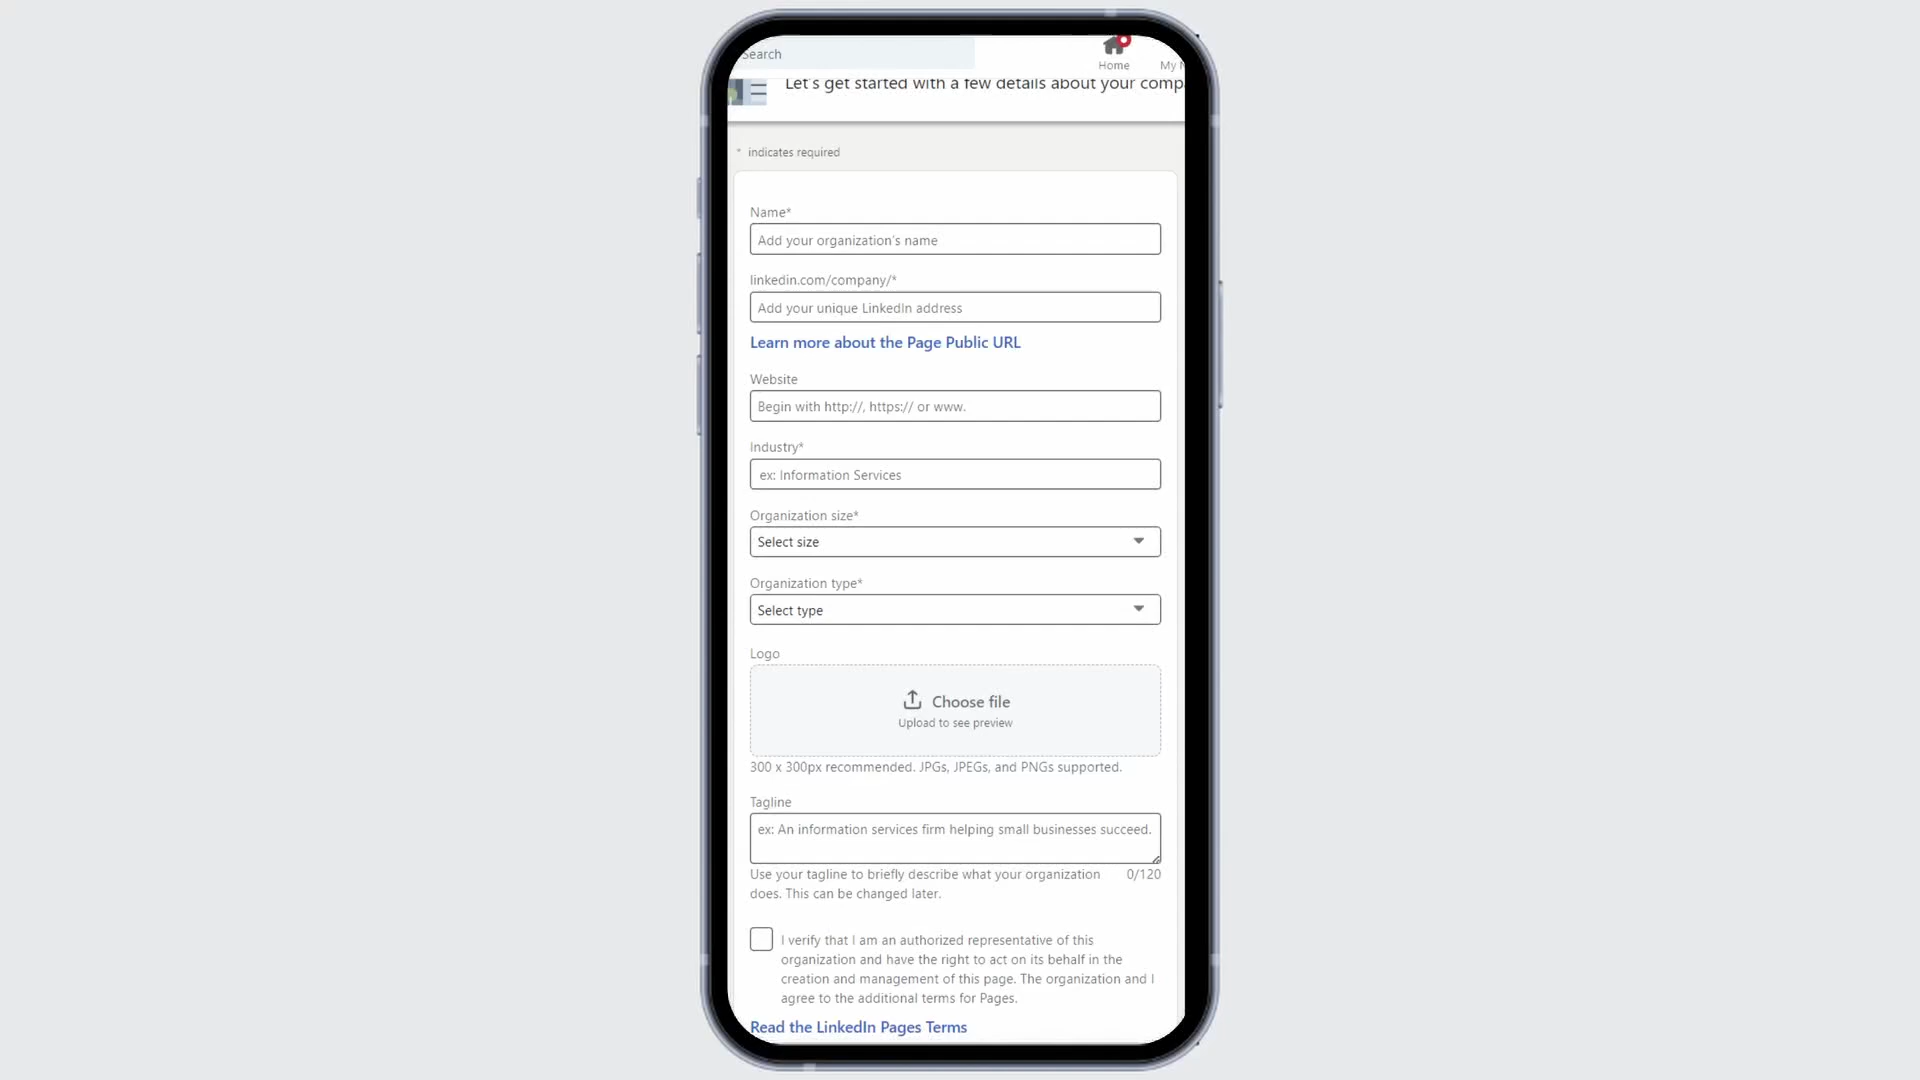 Search
Home
My
Let's get started with a few details about your comp
* indicates required
Name*
Add your organization's name
linkedin.com/company/*
Add your unique LinkedIn address
Learn more about the Page Public URL
Website
Begin with http://, https:// or www.
Industry*
ex: Information Services
Organization size*
Select size
Organization type*
Select type
Logo
Choose file
Upload to see preview
300 x 300px recommended. JPGs, JPEGs, and PNGs supported.
Tagline
ex: An information services firm helping small businesses succeed.
Use your tagline to briefly describe what your organization 0/120
does. This can be changed later.
I verify that I am an authorized representative of this
organization and have the right to act on its behalf in the
creation and management of this page. The organization and I
agree to the additional terms for Pages.
Read the LinkedIn Pages Terms